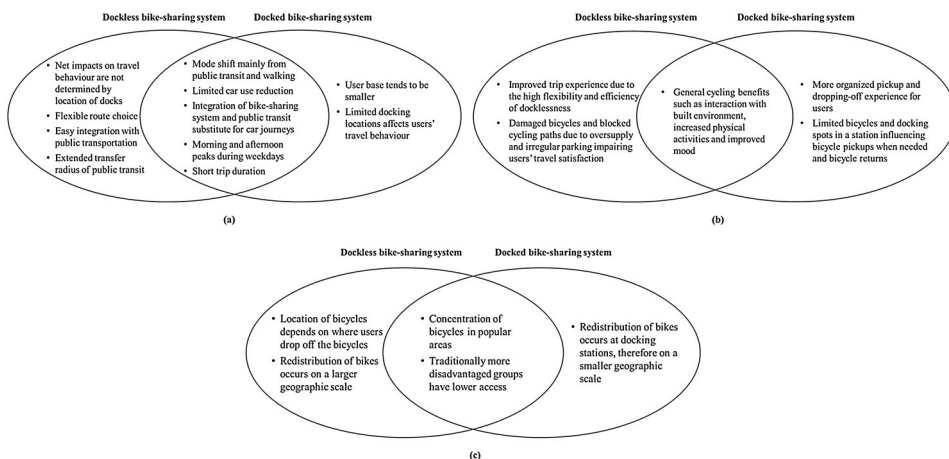 Dockless bike-sharing system
Docked bike-sharing system
• Net impacts on travel
behaviour are not
determined by
location of docks
• Flexible route choice
• Easy integration with
public transportation
• Extended transfer
radius of public transit
• Mode shift mainly from
public transit and walking
• Limited car use reduction
• Integration of bike-sharing
system and public transit
substitute for car journeys
• Morning and afternoon
peaks during weekdays
• Short trip duration
• User base tends to be
smaller
• Limited docking
locations affects users'
travel behaviour
(a)
Dockless bike-sharing system
Docked bike-sharing system
• Improved trip experience due to
the high flexibility and efficiency
of docklessness
• Damaged bicycles and blocked
cycling paths due to oversupply
and irregular parking impairing
users' travel satisfaction
• General cycling benefits
such as interaction with
built environment,
increased physical
activities and improved
mood
• More organized pickup and
dropping-off experience for
users
• Limited bicycles and docking
spots in a station influencing
bicycle pickups when needed
and bicycle returns
(b)
Dockless bike-sharing system
Docked bike-sharing system
• Location of bicycles
depends on where users
drop off the bicycles
• Redistribution of bikes
occurs on a larger
geographic scale
• Concentration of
bicycles in popular
areas
• Traditionally more
disadvantaged groups
have lower access
• Redistribution of bikes
occurs at docking
stations, therefore on a
smaller geographic
scale
(c)